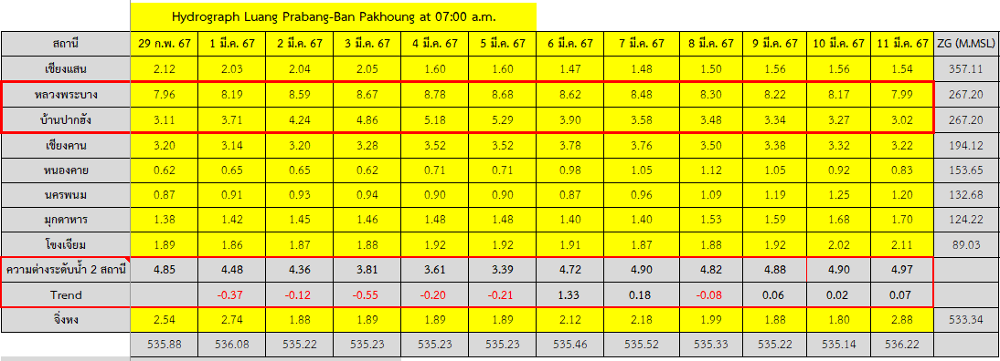 Hydrograph Luang Prabang-Ban Pakhoung at 07:00 a.m.
สถานี 29 ก.พ. 67 1 มี.ค. 67 2 มี.ค. 67 3 มี.ค. 67 4 มี.ค. 67 5 มี.ค. 67 6 มี.ค. 67 7 มี.ค. 67 8 มี.ค. 67 9 มี.ค. 67 10 มี.ค. 67 11 มี.ค. 67 ZG (M.MSL)
เชียงแสน 2.12 2.03 2.04 2.05 1.60 1.60 1.47 1.48 1.50 1.56 1.56 1.54 357.11
หลวงพระบาง 7.96 8.19 8.59 8.67 8.78 8.68 8.62 8.48 8.30 8.22 8.17 7.99 267.20
บ้านปากฮัง 3.11 3.71 4.24 4.86 5.18 5.29 3.90 3.58 3.48 3.34 3.27 3.02 267.20
เชียงคาน 3.20 3.14 3.20 3.28 3.52 3.52 3.78 3.76 3.50 3.38 3.32 3.22 194.12
หนองคาย 0.62 0.65 0.65 0.62 0.71 0.71 0.98 1.05 1.12 1.05 0.92 0.83 153.65
นครพนม 0.87 0.91 0.93 0.94 0.90 0.90 0.87 0.96 1.09 1.19 1.25 1.20 132.68
มุกดาหาร 1.38 1.42 1.45 1.46 1.48 1.48 1.40 1.40 1.53 1.59 1.68 1.70 124.22
โขงเจียม 1.89 1.86 1.87 1.88 1.92 1.92 1.91 1.87 1.88 1.92 2.02 2.11 89.03
ความต่างระดับน้ำ 2 สถานี 4.85 4.48 4.36 3.81 3.61 3.39 4.72 4.90 4.82 4.88 4.90 4.97
Trend -0.37 -0.12 -0.55 -0.20 -0.21 1.33 0.18 -0.08 0.06 0.02 0.07
จิ่งหง 2.54 2.74 1.88 1.89 1.89 1.89 2.12 2.18 1.99 1.88 1.80 2.88 533.34
535.88 536.08 535.22 535.23 535.23 535.23 535.46 535.52 535.33 535.22 535.14 536.22